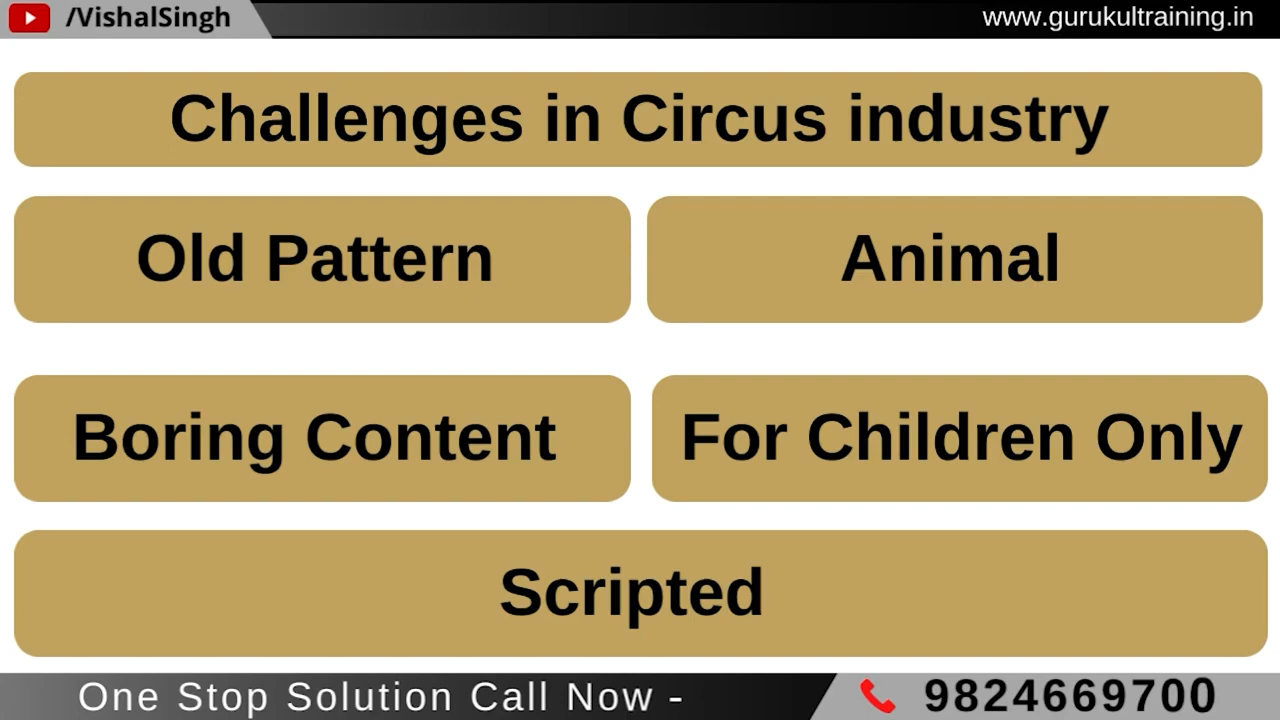 /VishalSingh
www.gurukultraining.in
Challenges in Circus industry
Old Pattern
Animal
Boring Content
For Children Only
Scripted
One Stop Solution Call Now -
9824669700